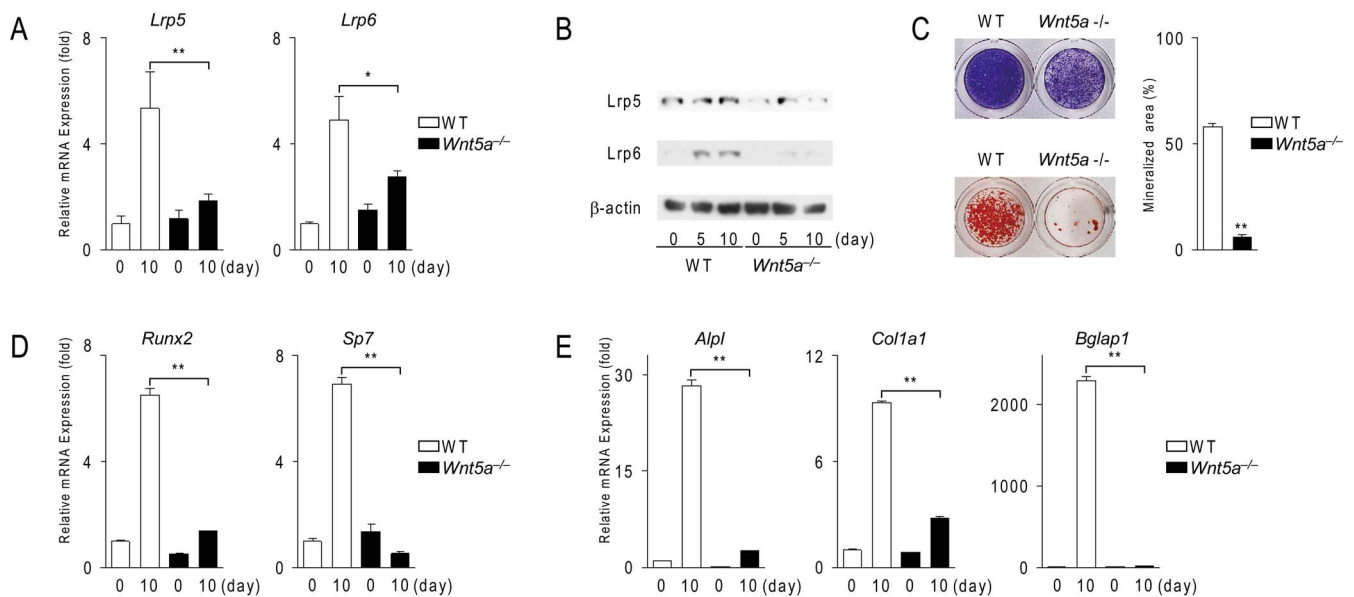 A
Lrp5
Lrp6
Relative mRNA Expression (fold)
8
4
0
**
0 10 0 10 (day)
8
4
0
*
0 10 0 10 (day)
WT
Wnt5a–/–
B
Lrp5
Lrp6
β-actin
0 5 10 0 5 10 (day)
WT Wnt5a–/–
C
WT Wnt5a -/-
WT Wnt5a -/-
Mineralized area (%)
100
50
0
**
WT
Wnt5a–/–
D
Runx2
Sp7
Relative mRNA Expression (fold)
8
4
0
**
0 10 0 10 (day)
8
4
0
**
0 10 0 10 (day)
WT
Wnt5a–/–
E
Alpl
Col1a1
Bglap1
Relative mRNA Expression (fold)
30
15
0
**
0 10 0 10 (day)
12
6
0
**
0 10 0 10 (day)
2000
1000
0
**
0 10 0 10 (day)
WT
Wnt5a–/–